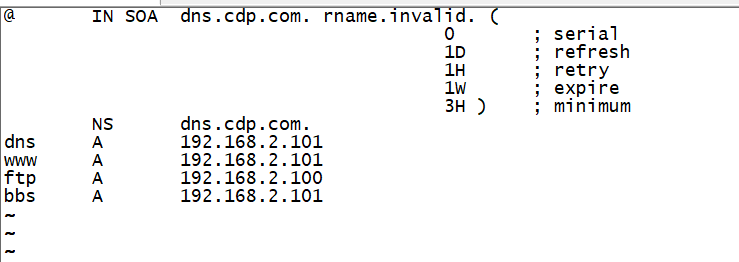 @ IN SOA dns.cdp.com. rname.invalid. (
0 ; serial
1D ; refresh
1H ; retry
1W ; expire
3H ) ; minimum
NS dns.cdp.com.
dns A 192.168.2.101
www A 192.168.2.101
ftp A 192.168.2.100
bbs A 192.168.2.101
~
~
~